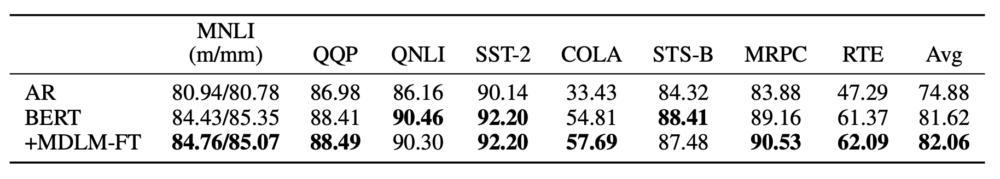 MNLI
(m/mm) QQP QNLI SST-2 COLA STS-B MRPC RTE Avg
AR 80.94/80.78 86.98 86.16 90.14 33.43 84.32 83.88 47.29 74.88
BERT 84.43/85.35 88.41 90.46 92.20 54.81 88.41 89.16 61.37 81.62
+MDLM-FT 84.76/85.07 88.49 90.30 92.20 57.69 87.48 90.53 62.09 82.06